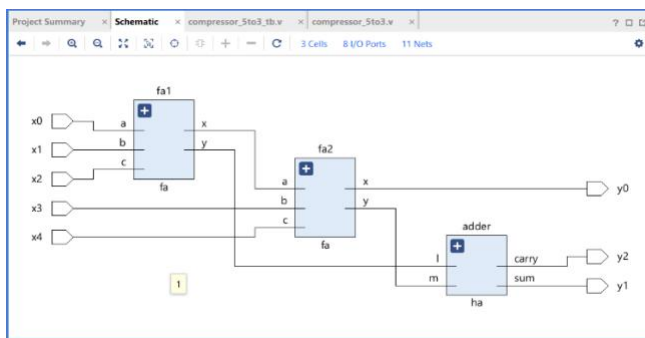 Project Summary × Schematic × compressor_5to3_tb.v × compressor_5to3.v × ?
3 Cells 8 I/O Ports 11 Nets
fa1
x0 a x
x1 b y
x2 c
fa
fa2
a x y0
x3 b y
x4 c
fa
adder
l carry y2
m sum y1
ha
1